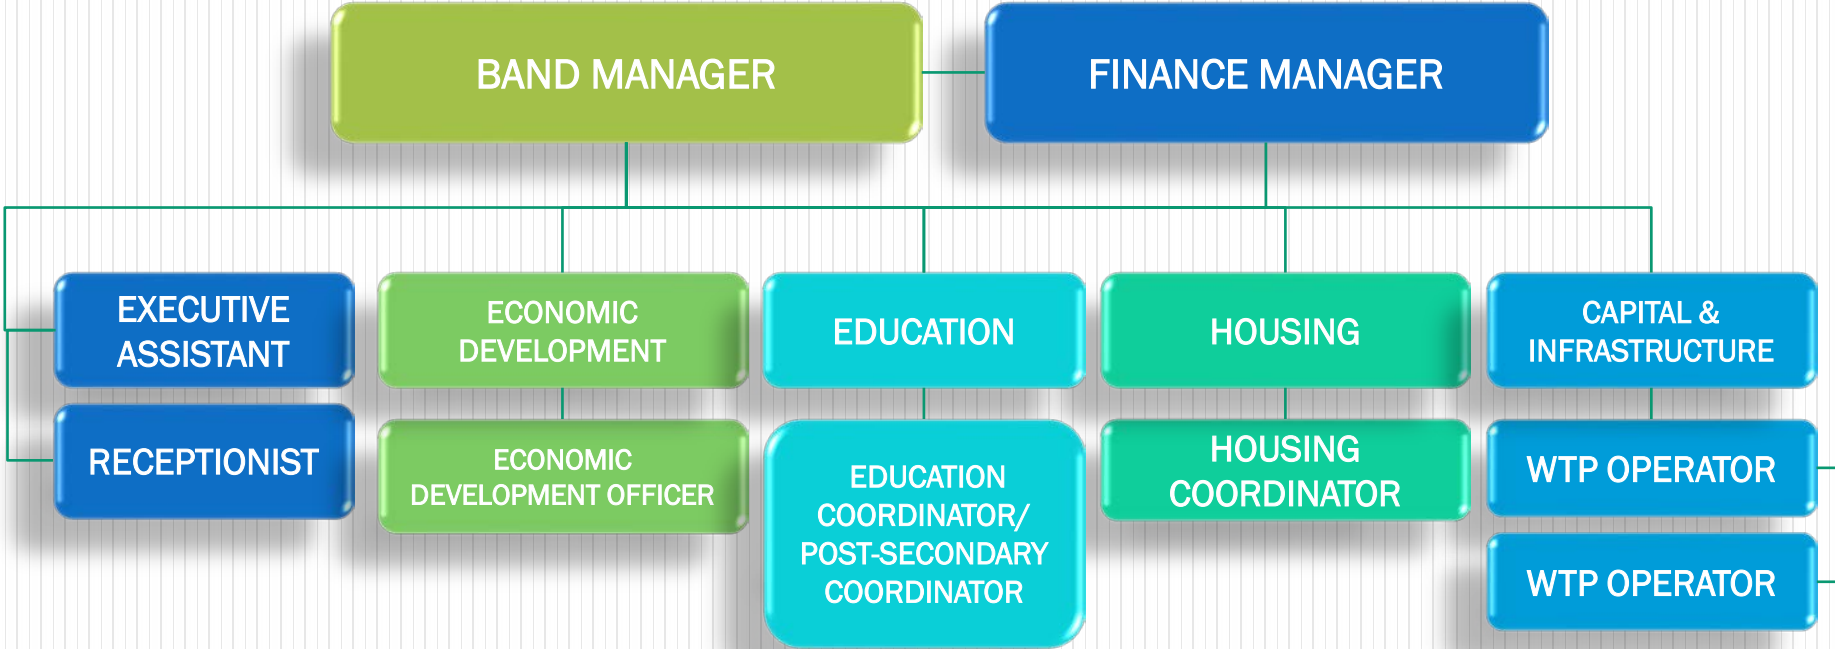 BAND MANAGER
FINANCE MANAGER
EXECUTIVE
ASSISTANT
ECONOMIC
DEVELOPMENT
EDUCATION
HOUSING
CAPITAL &
INFRASTRUCTURE
RECEPTIONIST
ECONOMIC
DEVELOPMENT OFFICER
EDUCATION
COORDINATOR/
POST-SECONDARY
COORDINATOR
HOUSING
COORDINATOR
WTP OPERATOR
WTP OPERATOR